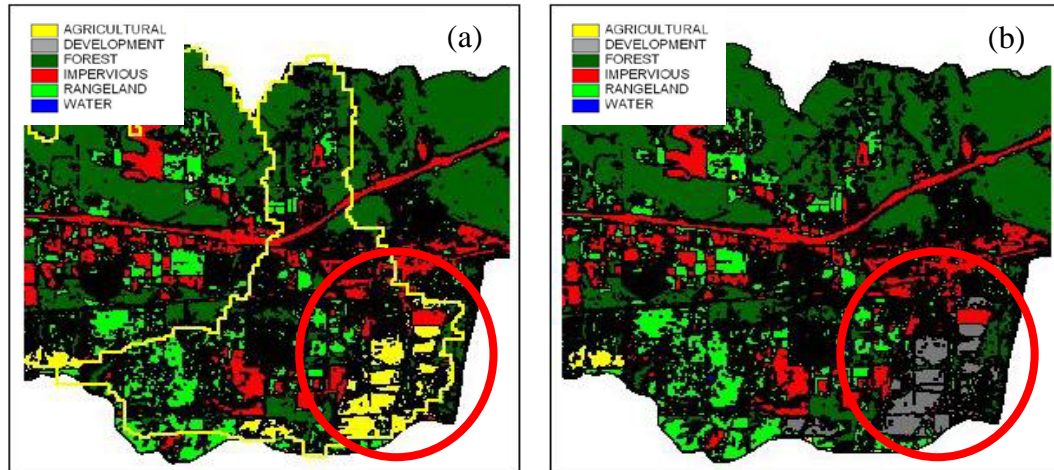 AGRICULTURAL
DEVELOPMENT
FOREST
IMPERVIOUS
RANGELAND
WATER
(a)
AGRICULTURAL
DEVELOPMENT
FOREST
IMPERVIOUS
RANGELAND
WATER
(b)